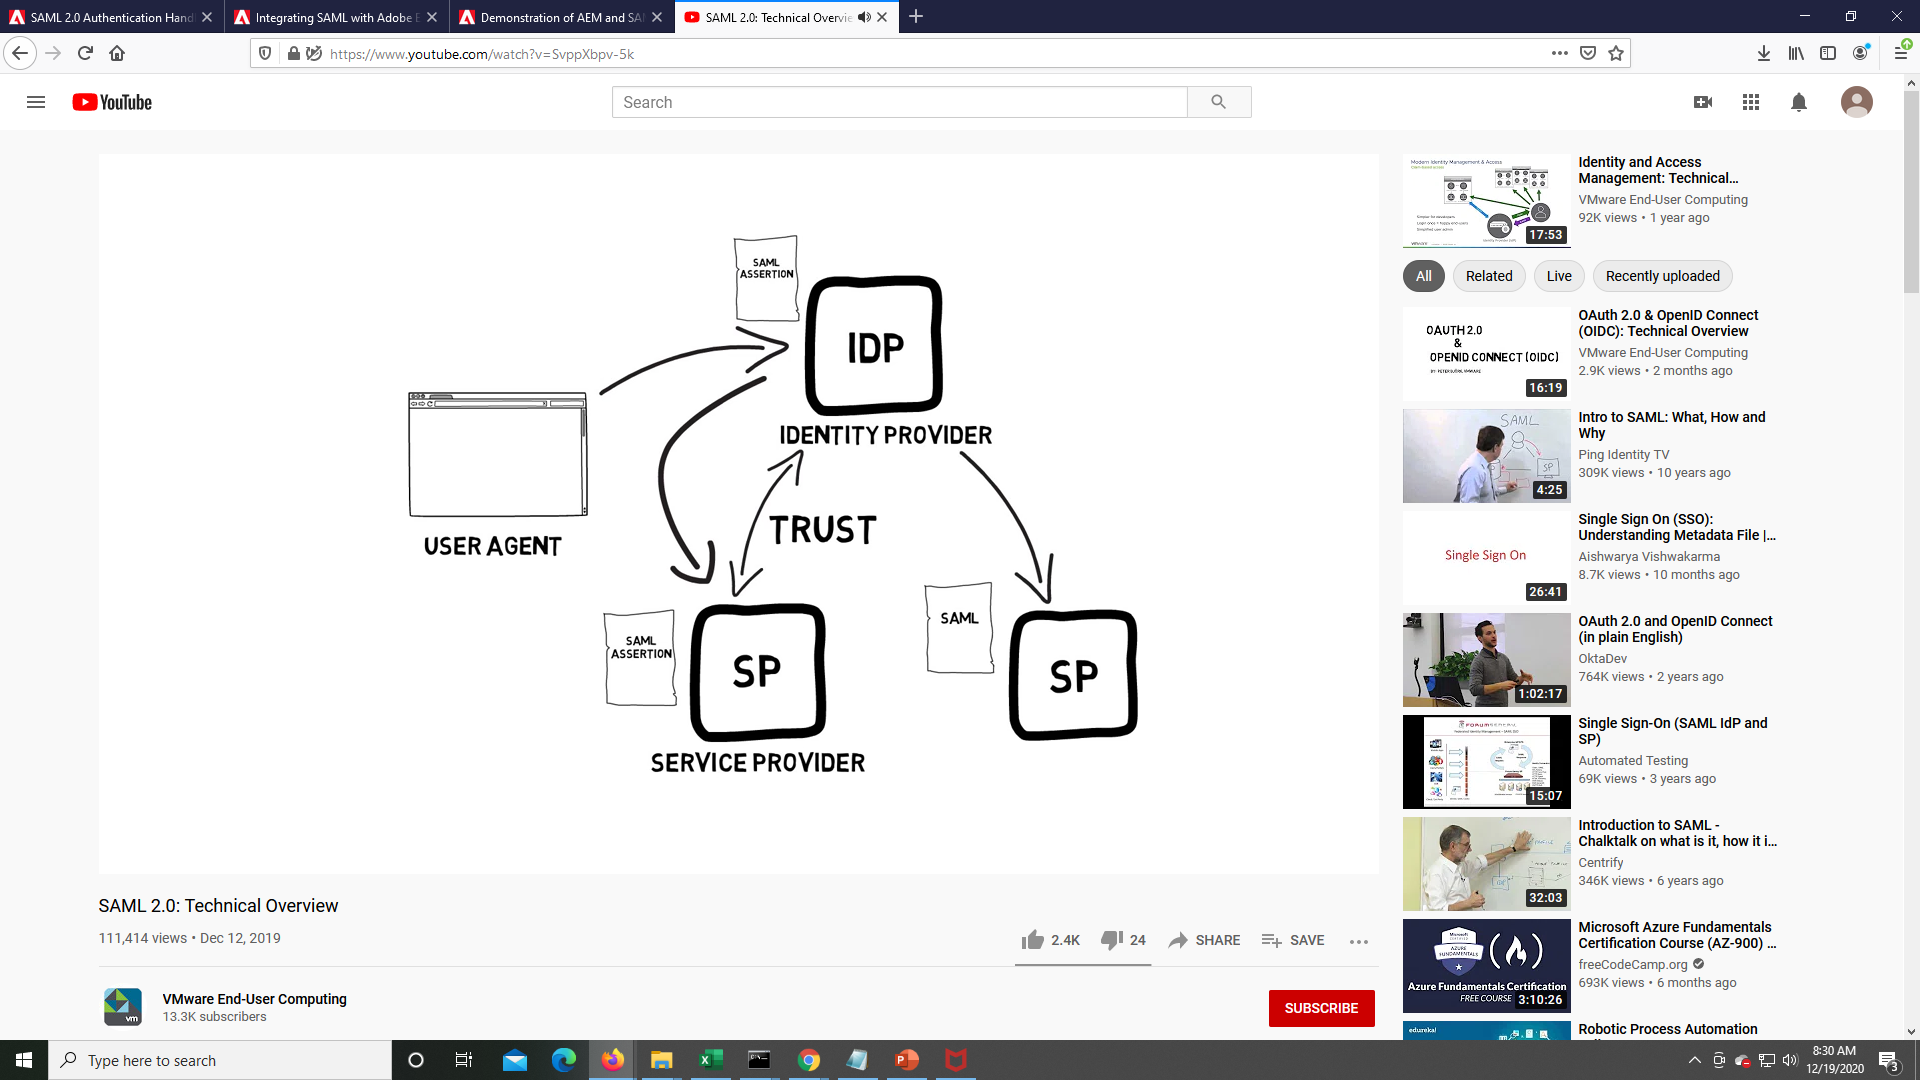 SAML 2.0 Authentication Hand
Integrating SAML with Adobe E
Demonstration of AEM and SAM
SAML 2.0: Technical Overvie
https://www.youtube.com/watch?v=SvppXbpv-5k
YouTube
Search
SAML
ASSERTION
IDP
IDENTITY PROVIDER
USER AGENT
TRUST
SAML
ASSERTION
SP
SERVICE PROVIDER
SAML
SP
SAML 2.0: Technical Overview
111,414 views • Dec 12, 2019
2.4K
24
SHARE
SAVE
VMware End-User Computing
13.3K subscribers
vm
SUBSCRIBE
Modern Identity Management & Access
17:53
Identity and Access
Management: Technical...
VMware End-User Computing
92K views • 1 year ago
All
Related
Live
Recently uploaded
OAUTH 2.0
&
OPENID CONNECT (OIDC)
16:19
OAuth 2.0 & OpenID Connect
(OIDC): Technical Overview
VMware End-User Computing
2.9K views • 2 months ago
SAML
SP
4:25
Intro to SAML: What, How and
Why
Ping Identity TV
309K views • 10 years ago
Single Sign On
26:41
Single Sign On (SSO):
Understanding Metadata File |...
Aishwarya Vishwakarma
8.7K views • 10 months ago
1:02:17
OAuth 2.0 and OpenID Connect
(in plain English)
OktaDev
764K views • 2 years ago
15:07
Single Sign-On (SAML IdP and
SP)
Automated Testing
69K views • 3 years ago
32:03
Introduction to SAML -
Chalktalk on what is it, how it i...
Centrify
346K views • 6 years ago
Microsoft
AZURE
FUNDAMENTALS
Azure Fundamentals Certification
FREE COURSE
3:10:26
Microsoft Azure Fundamentals
Certification Course (AZ-900) ...
freeCodeCamp.org
693K views • 6 months ago
edureka!
Robotic Process Automation
Type here to search
8:30 AM
12/19/2020
3